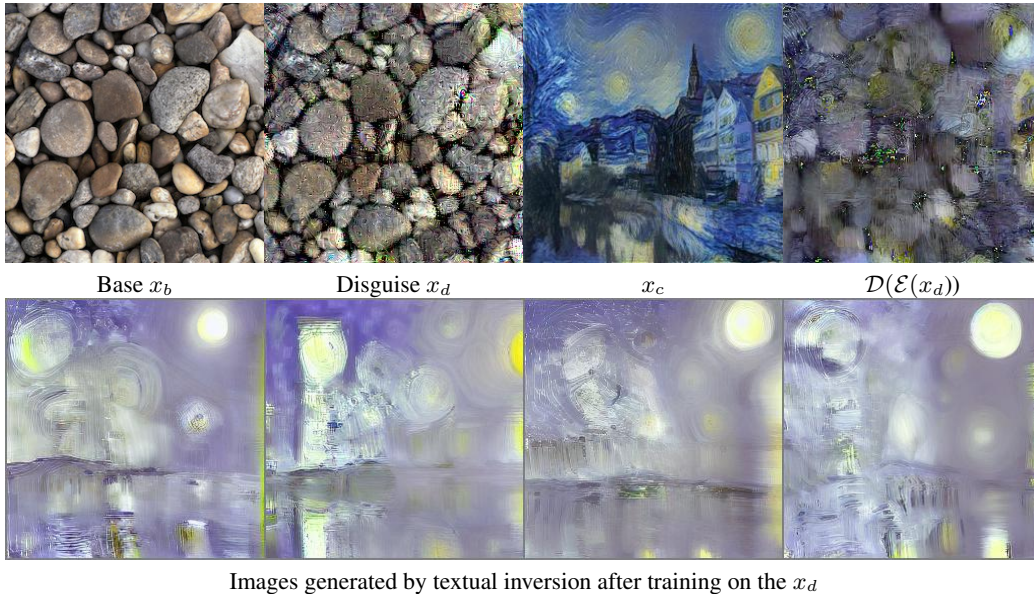 Base x_b
Disguise x_d
x_c
𝒟(ℰ(x_d))
Images generated by textual inversion after training on the x_d